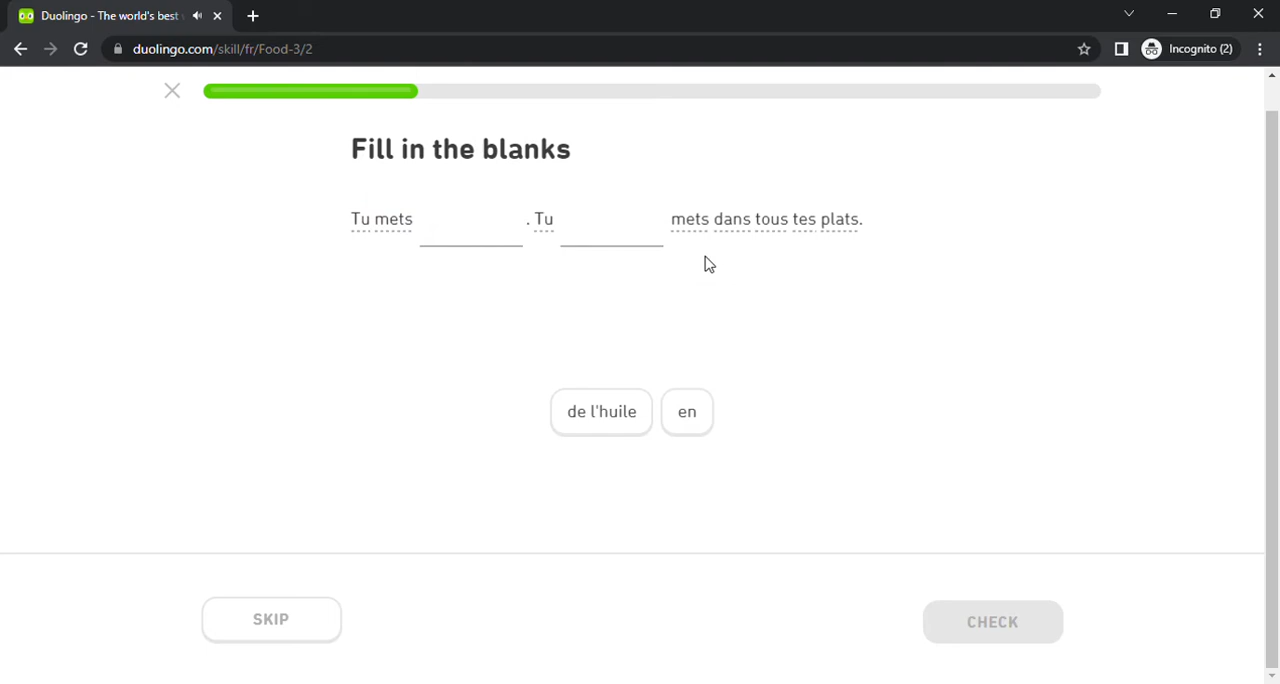 Duolingo - The world's best
duolingo.com/skill/fr/Food-3/2
Incognito (2)
Fill in the blanks
Tu mets . Tu mets dans tous tes plats.
de l'huile en
SKIP CHECK